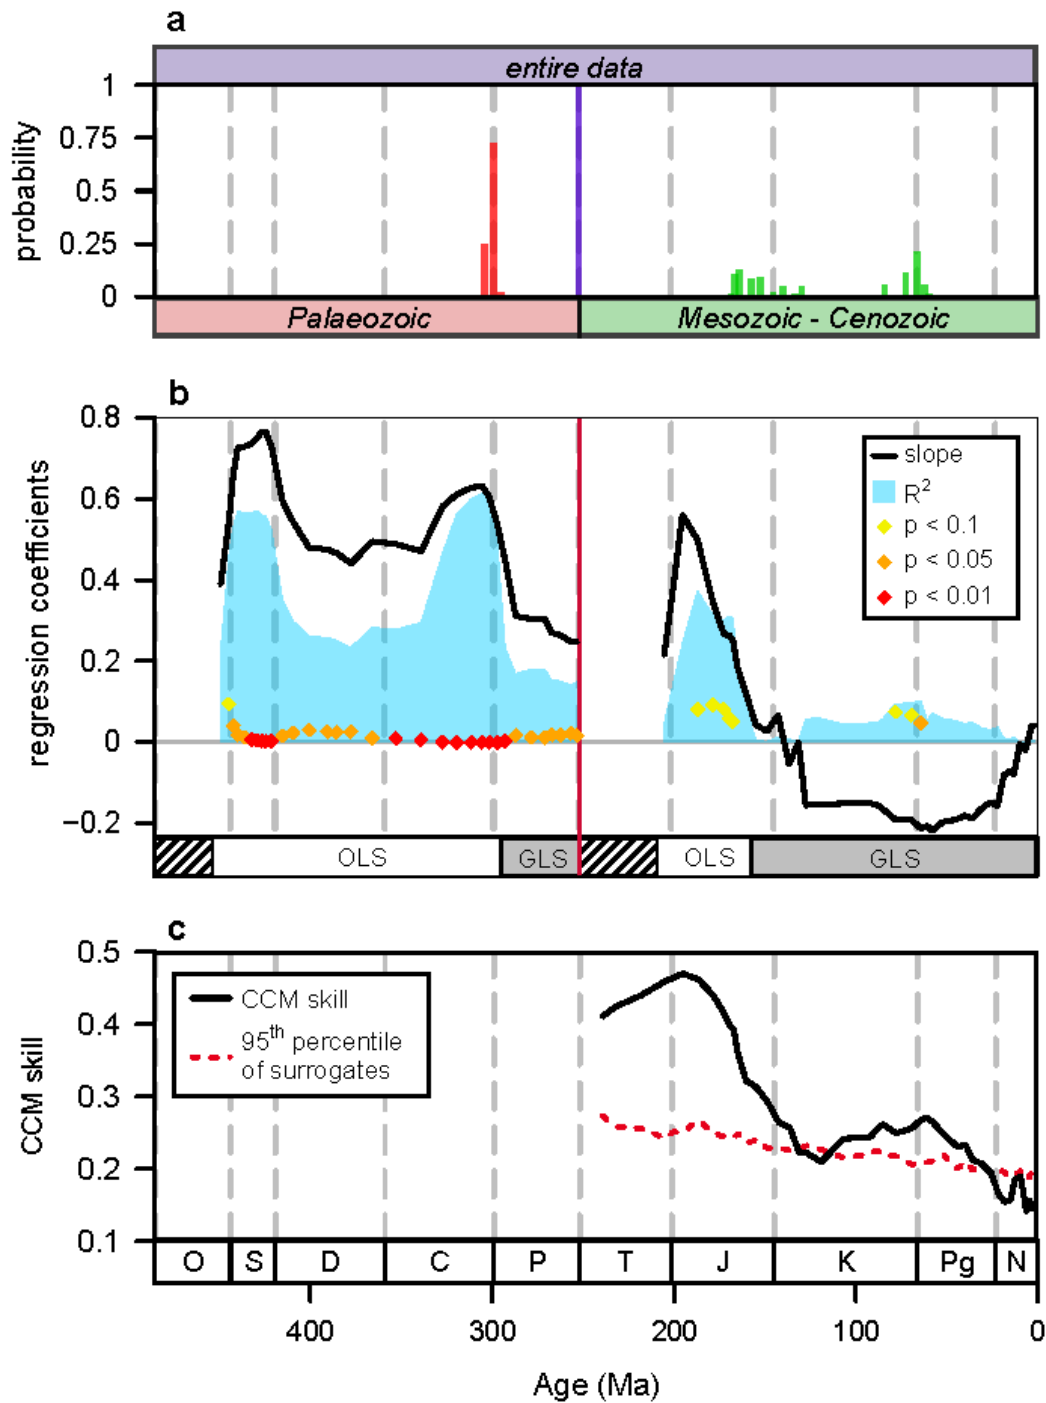 a
entire data
1
0.75
0.5
0.25
0
probability
Palaeozoic
Mesozoic - Cenozoic
b
0.8
0.6
0.4
0.2
0
−0.2
regression coefficients
slope
R²
p < 0.1
p < 0.05
p < 0.01
OLS
GLS
OLS
GLS
c
0.5
0.4
0.3
0.2
0.1
CCM skill
CCM skill
95th percentile
of surrogates
O S D C P T J K Pg N
400 300 200 100 0
Age (Ma)